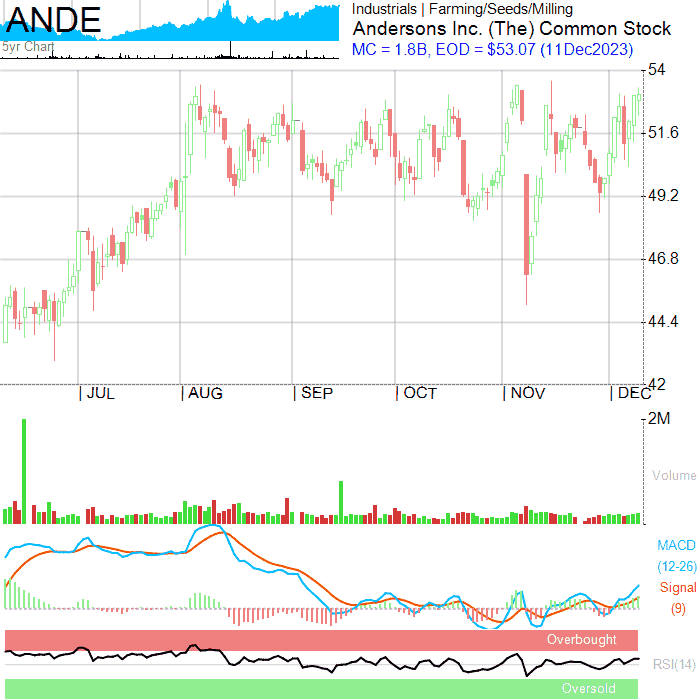 ANDE
5yr Chart
Industrials | Farming/Seeds/Milling
Andersons Inc. (The) Common Stock
MC = 1.8B, EOD = $53.07 (11Dec2023)
54
51.6
49.2
46.8
44.4
42
| JUL | AUG | SEP | OCT | NOV | DEC
2M
Volume
MACD
(12-26)
Signal
(9)
Overbought
RSI(14)
Oversold